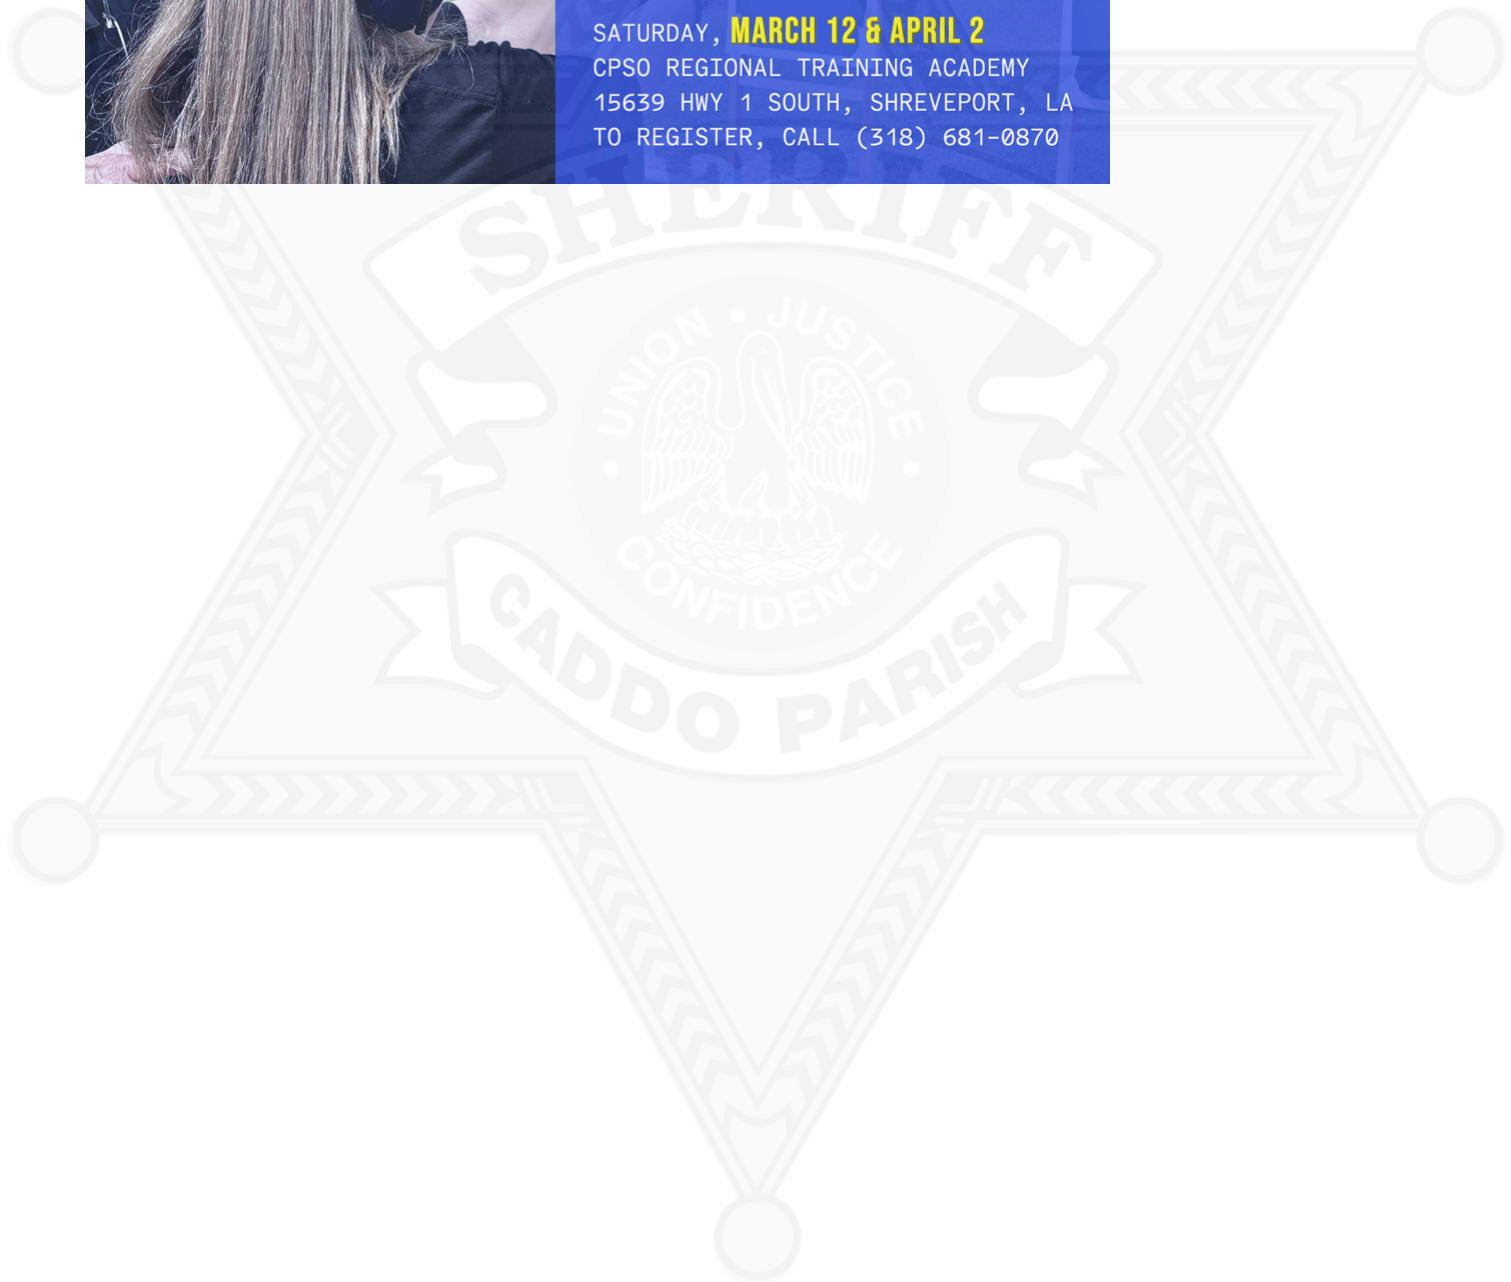 SATURDAY, MARCH 12 & APRIL 2
CPSO REGIONAL TRAINING ACADEMY
15639 HWY 1 SOUTH, SHREVEPORT, LA
TO REGISTER, CALL (318) 681-0870
SHERIFF
UNION • JUSTICE
CONFIDENCE
CADDO PARISH